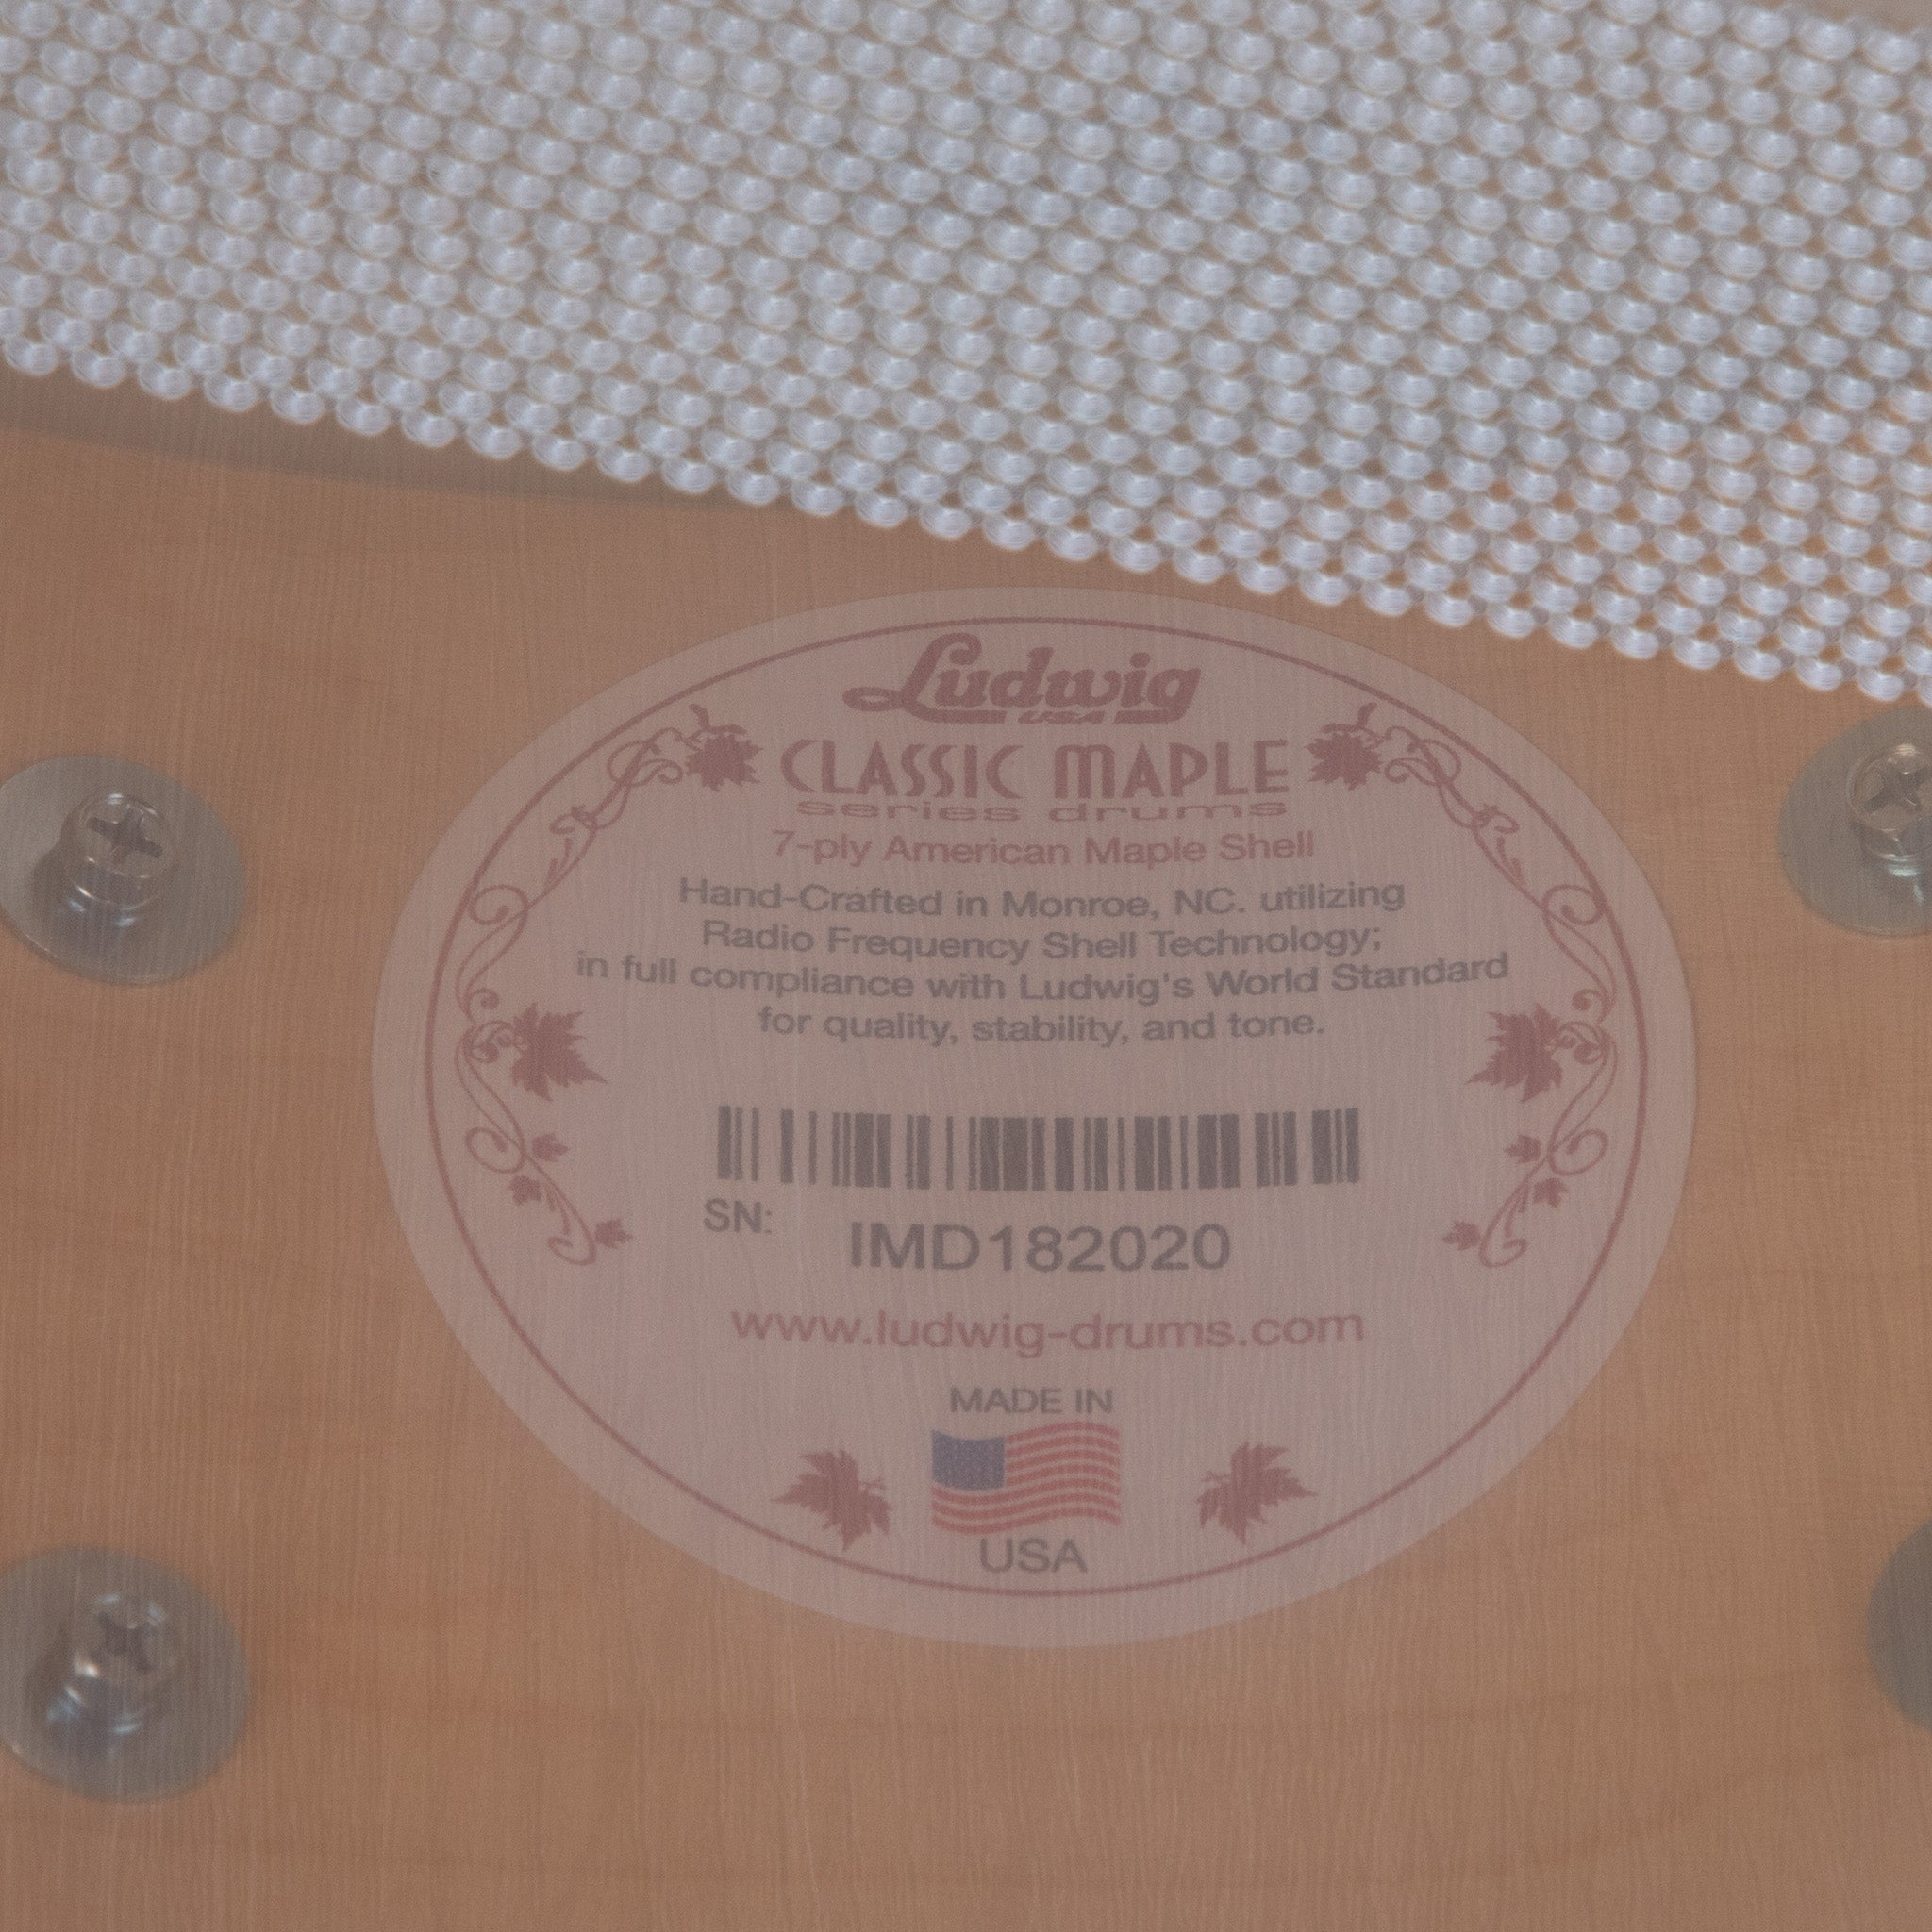 Ludwig
USA
CLASSIC MAPLE
series drums
7-ply American Maple Shell
Hand-Crafted in Monroe, NC. utilizing
Radio Frequency Shell Technology;
in full compliance with Ludwig's World Standard
for quality, stability, and tone.
SN: IMD182020
www.ludwig-drums.com
MADE IN
USA